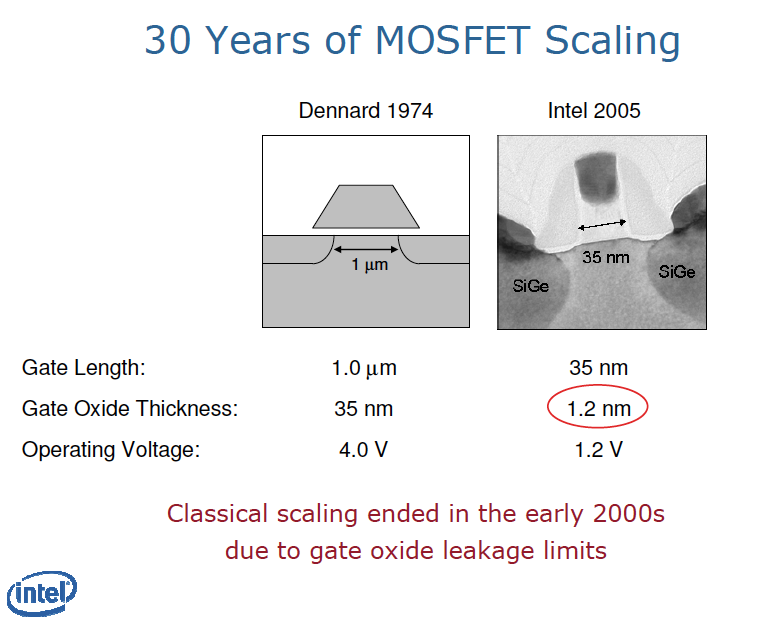 30 Years of MOSFET Scaling
Dennard 1974 Intel 2005
1 µm
35 nm
SiGe SiGe
Gate Length: 1.0 µm 35 nm
Gate Oxide Thickness: 35 nm 1.2 nm
Operating Voltage: 4.0 V 1.2 V
Classical scaling ended in the early 2000s
due to gate oxide leakage limits
intel